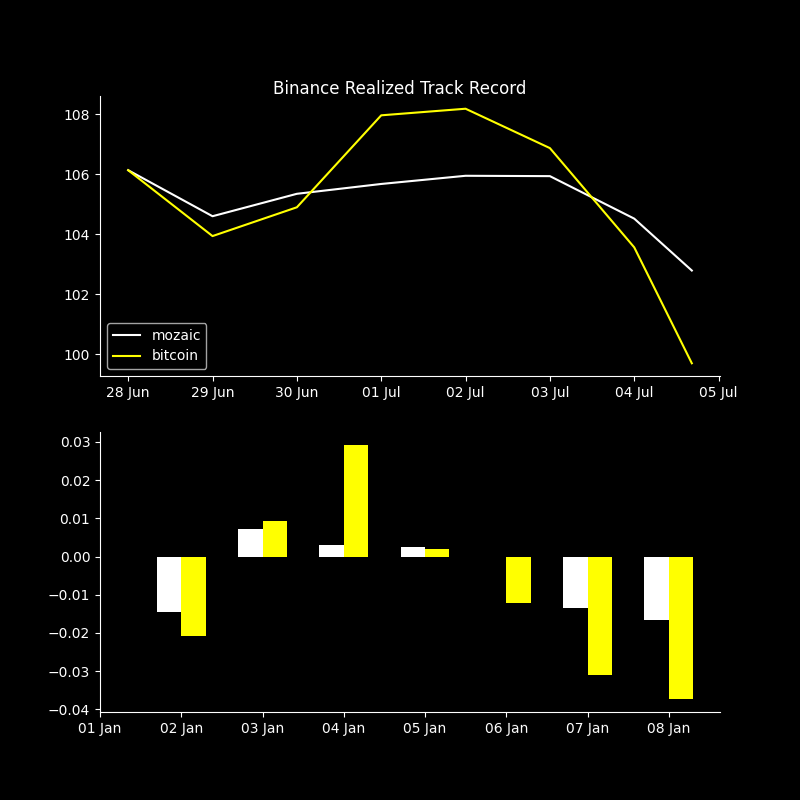 Binance Realized Track Record
108
106
104
102
100
mozaic
bitcoin
28 Jun 29 Jun 30 Jun 01 Jul 02 Jul 03 Jul 04 Jul 05 Jul
0.03
0.02
0.01
0.00
−0.01
−0.02
−0.03
−0.04
01 Jan 02 Jan 03 Jan 04 Jan 05 Jan 06 Jan 07 Jan 08 Jan